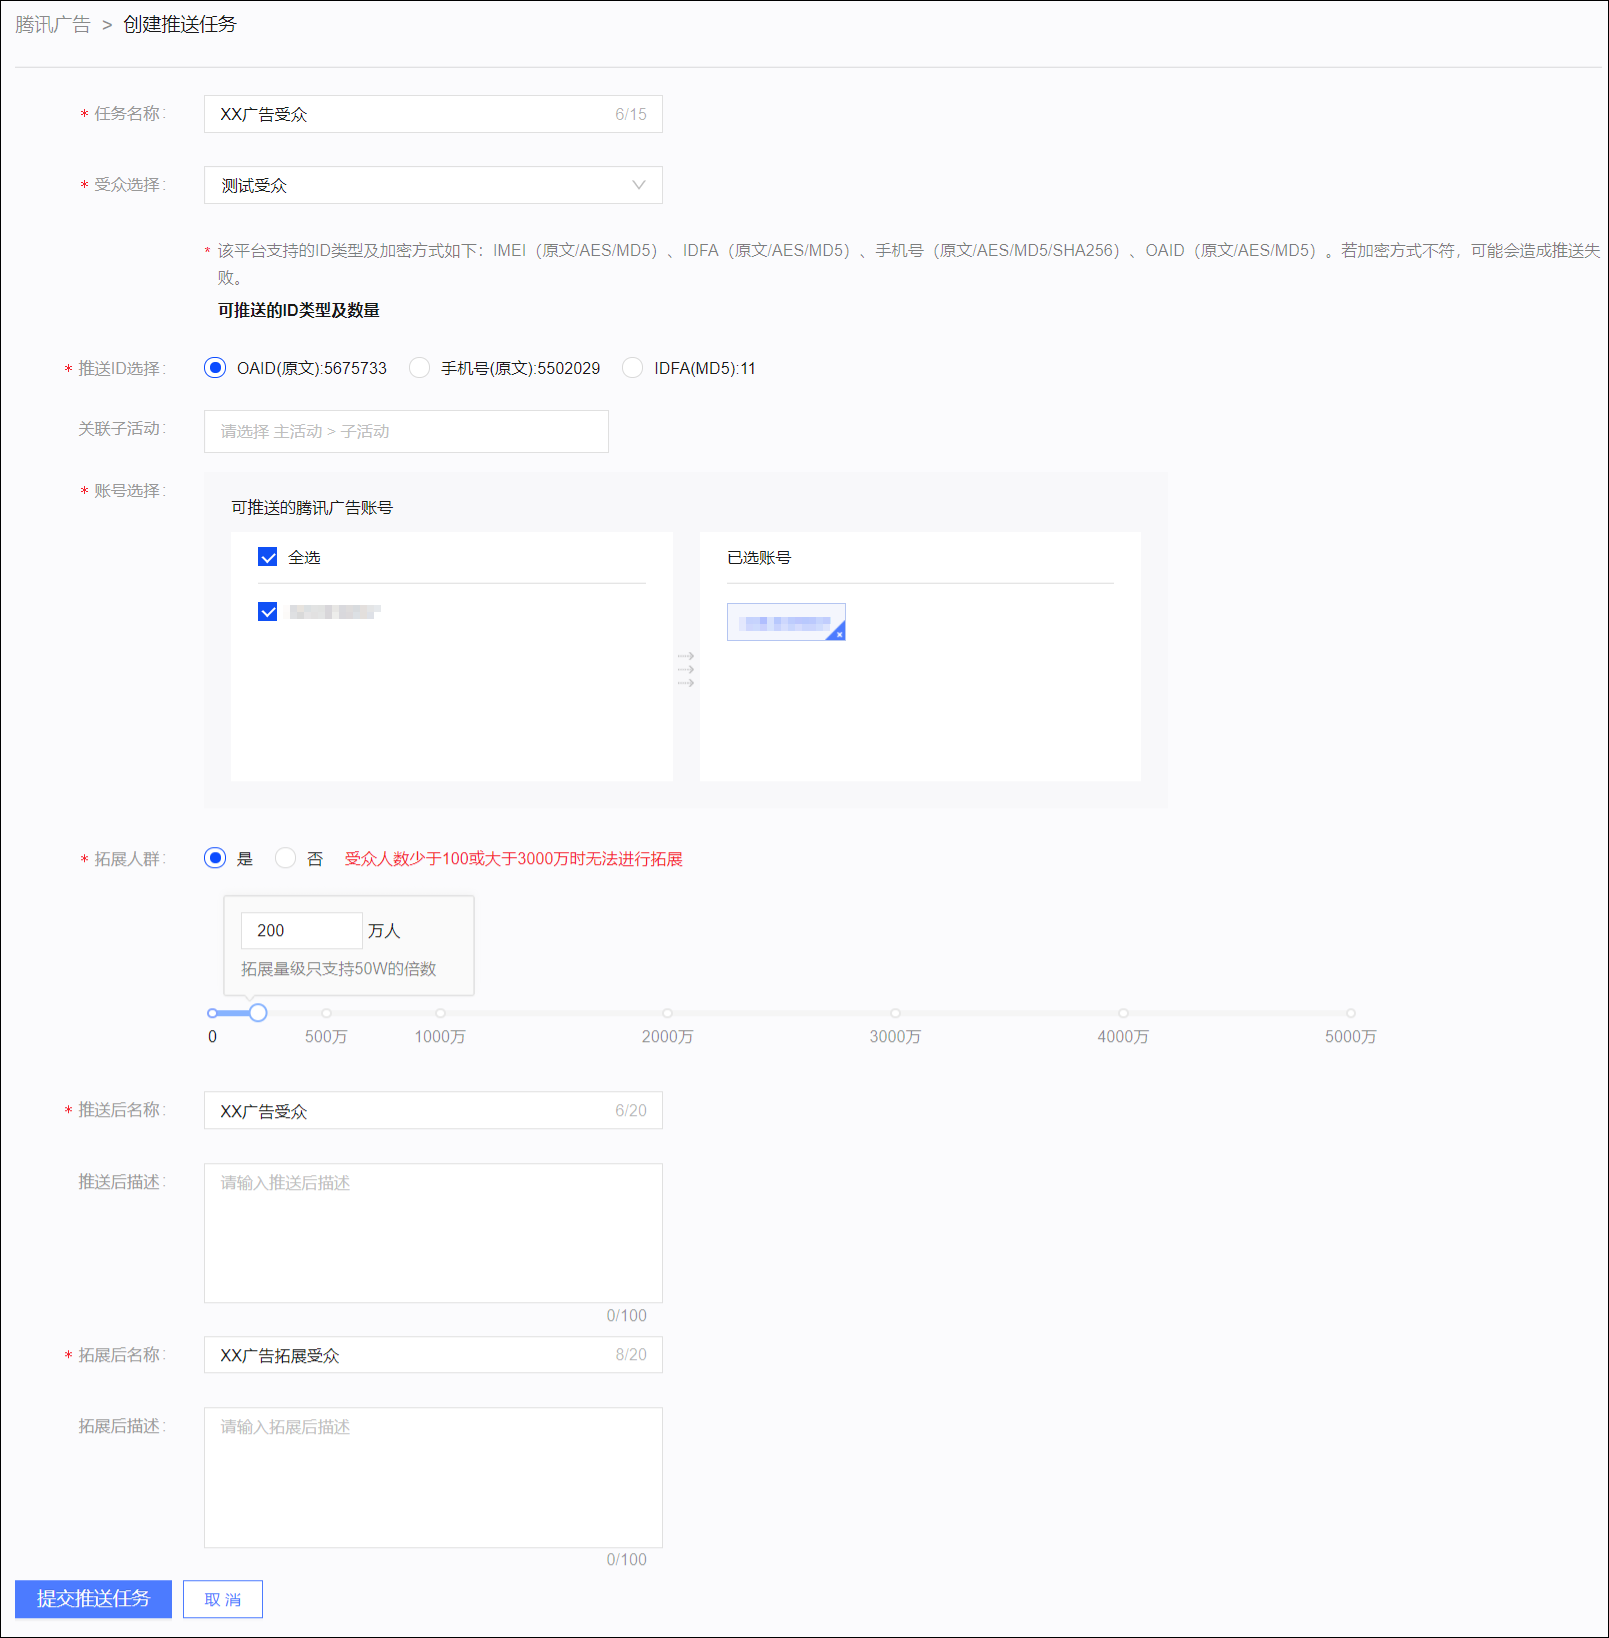 腾讯广告 > 创建推送任务
* 任务名称: XX广告受众 6/15
* 受众选择: 测试受众
* 该平台支持的ID类型及加密方式如下：IMEI（原文/AES/MD5）、IDFA（原文/AES/MD5）、手机号（原文/AES/MD5/SHA256）、OAID（原文/AES/MD5）。若加密方式不符，可能会造成推送失
败。
可推送的ID类型及数量
* 推送ID选择: OAID(原文):5675733 手机号(原文):5502029 IDFA(MD5):11
关联子活动: 请选择 主活动 > 子活动
* 账号选择:
可推送的腾讯广告账号
全选 已选账号
* 拓展人群: 是 否 受众人数少于100或大于3000万时无法进行拓展
200 万人
拓展量级只支持50W的倍数
0 500万 1000万 2000万 3000万 4000万 5000万
* 推送后名称: XX广告受众 6/20
推送后描述: 请输入推送后描述
0/100
* 拓展后名称: XX广告拓展受众 8/20
拓展后描述: 请输入拓展后描述
0/100
提交推送任务 取 消